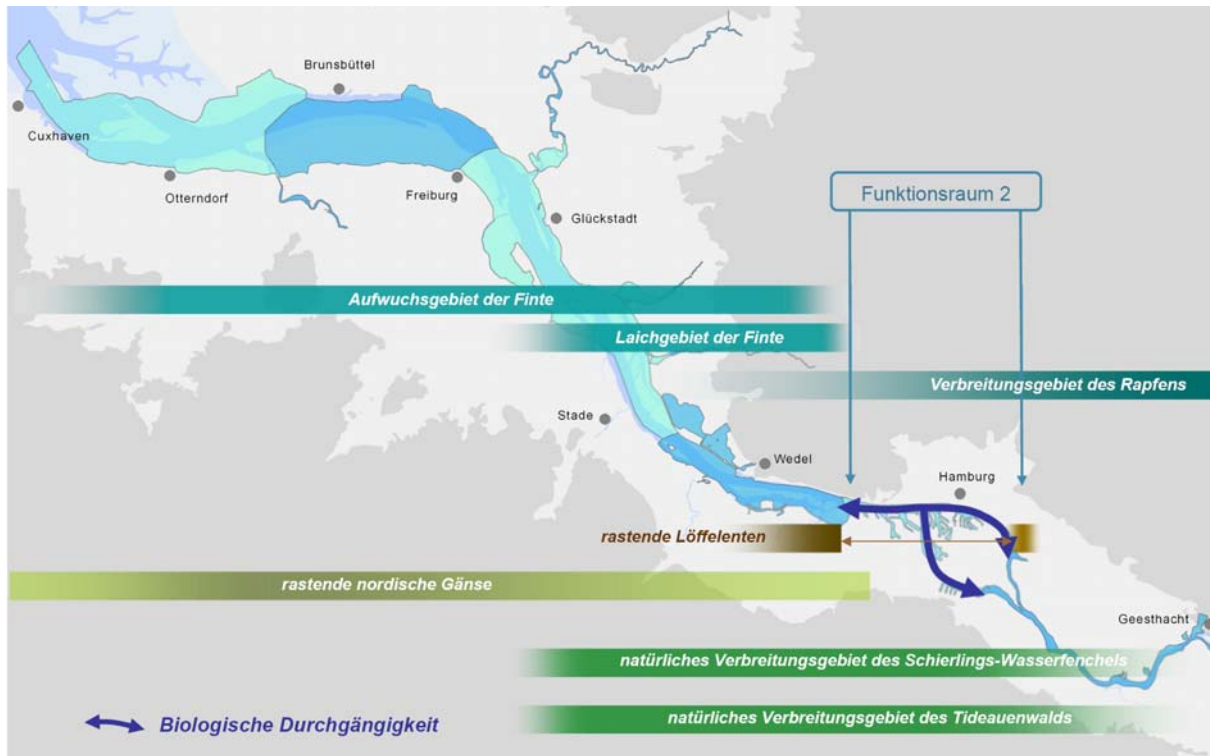 Brunsbüttel
Cuxhaven
Otterndorf
Freiburg
Glückstadt
Funktionsraum 2
Aufwuchsgebiet der Finte
Laichgebiet der Finte
Verbreitungsgebiet des Rapfens
Stade
Wedel
Hamburg
rastende Löffelenten
rastende nordische Gänse
Geesthacht
natürliches Verbreitungsgebiet des Schierlings-Wasserfenchels
natürliches Verbreitungsgebiet des Tideauenwalds
Biologische Durchgängigkeit